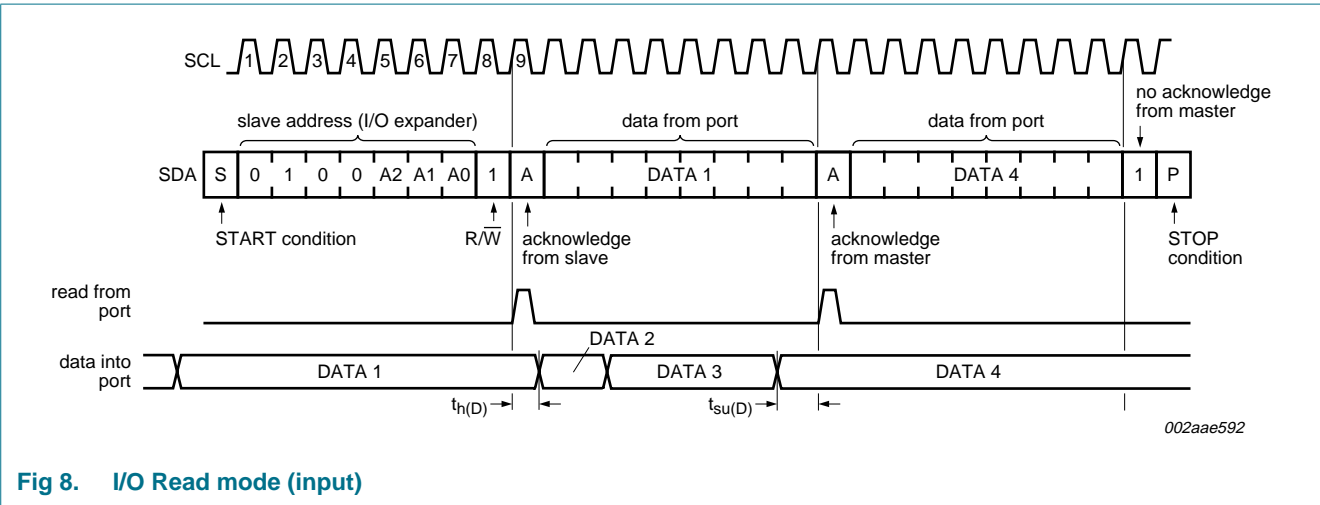 SCL 1 2 3 4 5 6 7 8 9
no acknowledge
from master
slave address (I/O expander) data from port data from port
SDA S 0 1 0 0 A2 A1 A0 1 A DATA 1 A DATA 4 1 P
START condition R/W̅ acknowledge
from slave acknowledge
from master STOP
condition
read from
port
DATA 2
data into
port DATA 1 DATA 3 DATA 4
th(D) tsu(D)
002aae592
Fig 8. I/O Read mode (input)